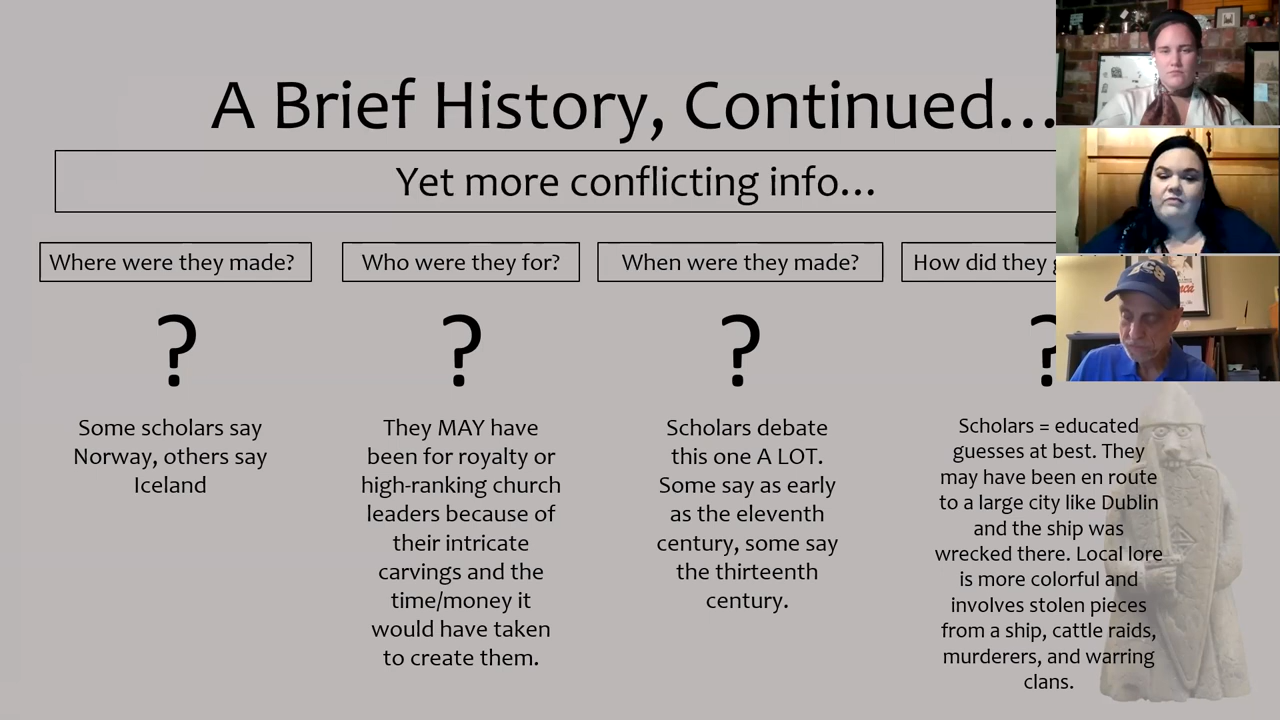 A Brief History, Continued...
Yet more conflicting info...
Where were they made?
Who were they for?
When were they made?
How did they
?
?
?
?
Some scholars say
Norway, others say
Iceland
They MAY have
been for royalty or
high-ranking church
leaders because of
their intricate
carvings and the
time/money it
would have taken
to create them.
Scholars debate
this one A LOT.
Some say as early
as the eleventh
century, some say
the thirteenth
century.
Scholars = educated
guesses at best. They
may have been en route
to a large city like Dublin
and the ship was
wrecked there. Local lore
is more colorful and
involves stolen pieces
from a ship, cattle raids,
murderers, and warring
clans.